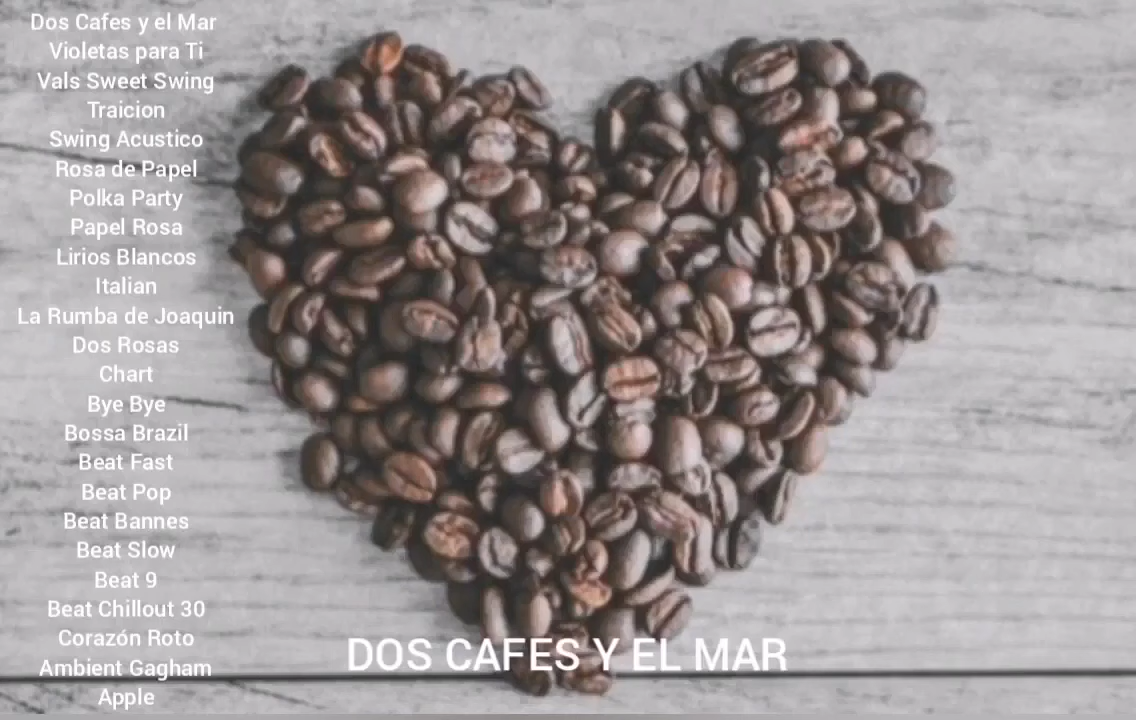 Dos Cafes y el Mar
Violetas para Ti
Vals Sweet Swing
Traicion
Swing Acustico
Rosa de Papel
Polka Party
Papel Rosa
Lirios Blancos
Italian
La Rumba de Joaquin
Dos Rosas
Chart
Bye Bye
Bossa Brazil
Beat Fast
Beat Pop
Beat Bannes
Beat Slow
Beat 9
Beat Chillout 30
Corazón Roto
Ambient Gagham
Apple
DOS CAFES Y EL MAR